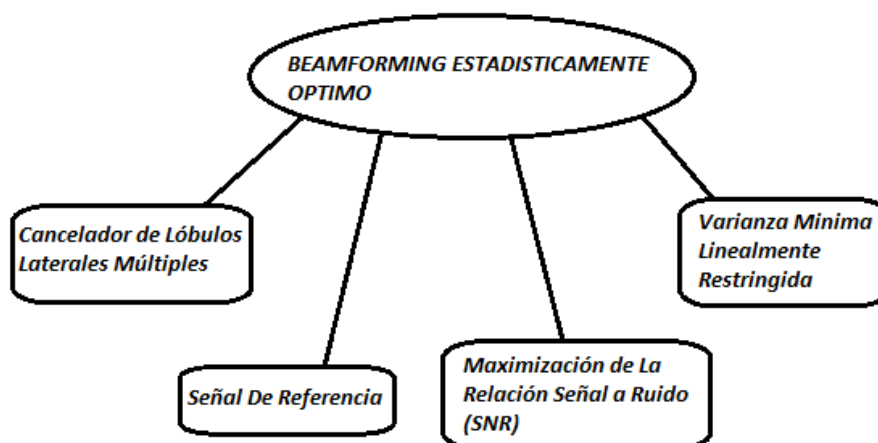 BEAMFORMING ESTADISTICAMENTE
OPTIMO
Cancelador de Lóbulos
Laterales Múltiples
Señal De Referencia
Maximización de La
Relación Señal a Ruido
(SNR)
Varianza Minima
Linealmente
Restringida